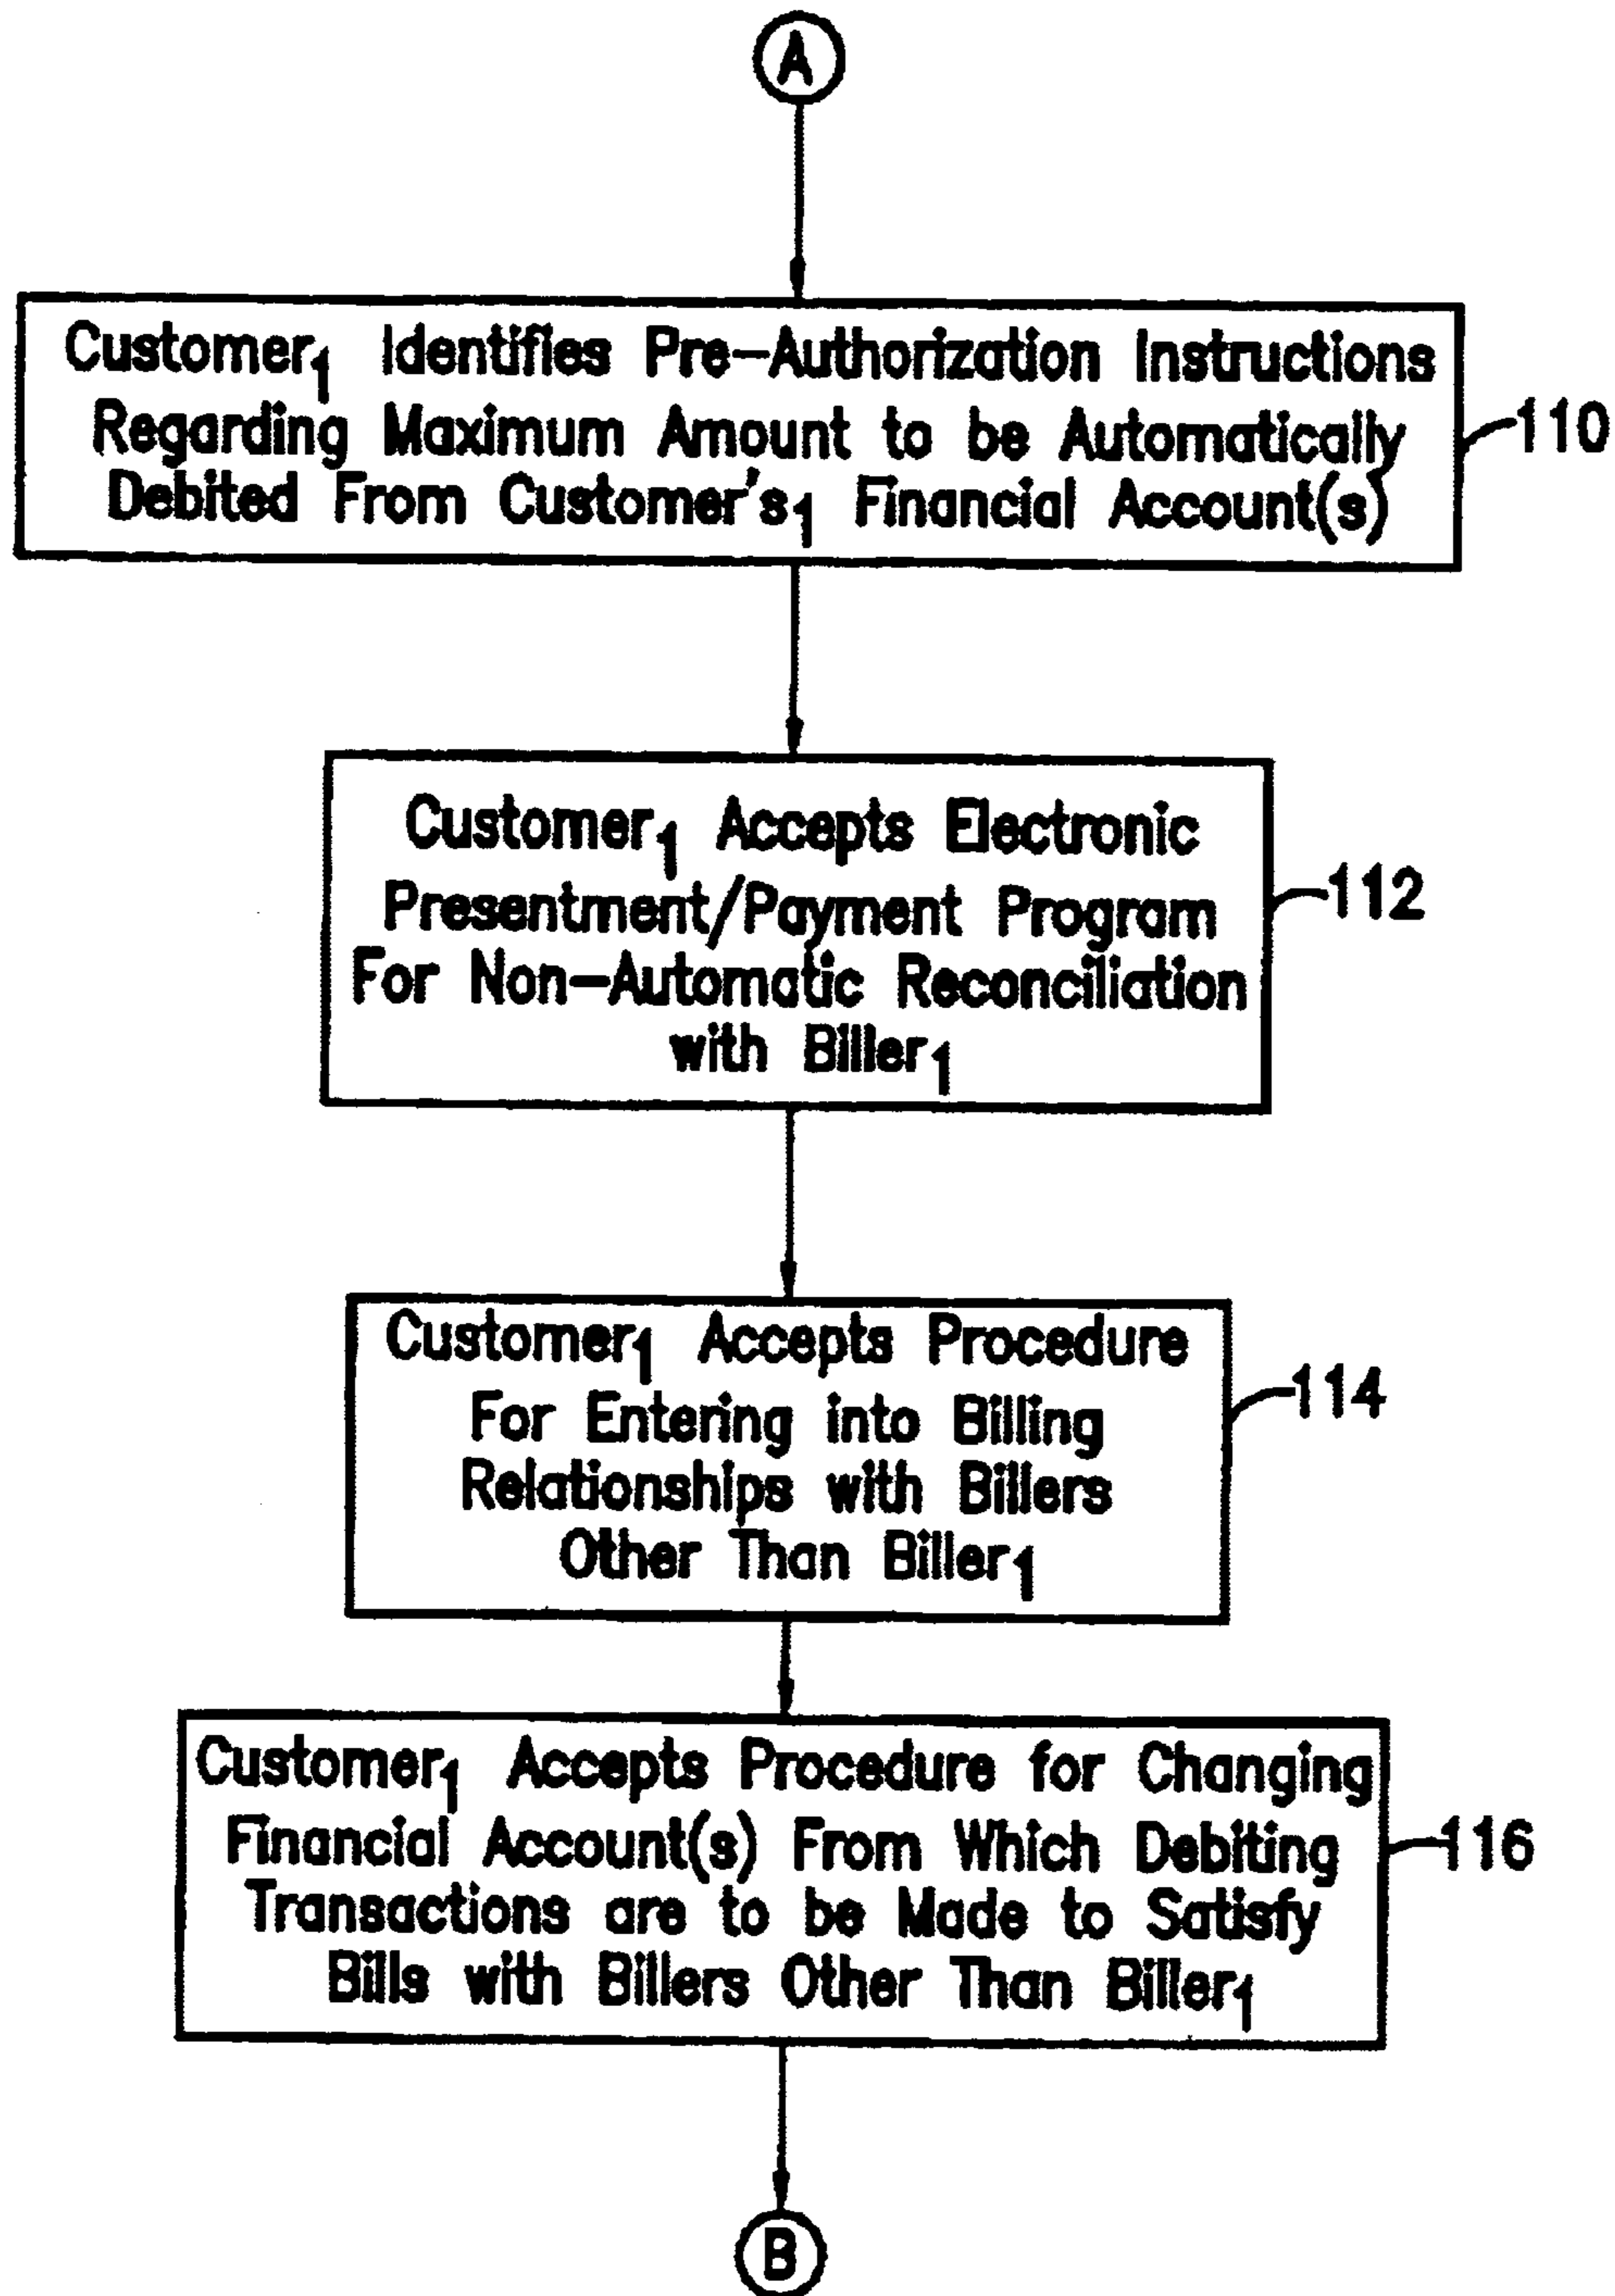 A
Customer₁ Identifies Pre-Authorization Instructions
Regarding Maximum Amount to be Automatically
Debited From Customer's₁ Financial Account(s)
110
Customer₁ Accepts Electronic
Presentment/Payment Program
For Non-Automatic Reconciliation
with Biller₁
112
Customer₁ Accepts Procedure
For Entering into Billing
Relationships with Billers
Other Than Biller₁
114
Customer₁ Accepts Procedure for Changing
Financial Account(s) From Which Debiting
Transactions are to be Made to Satisfy
Bills with Billers Other Than Biller₁
116
B